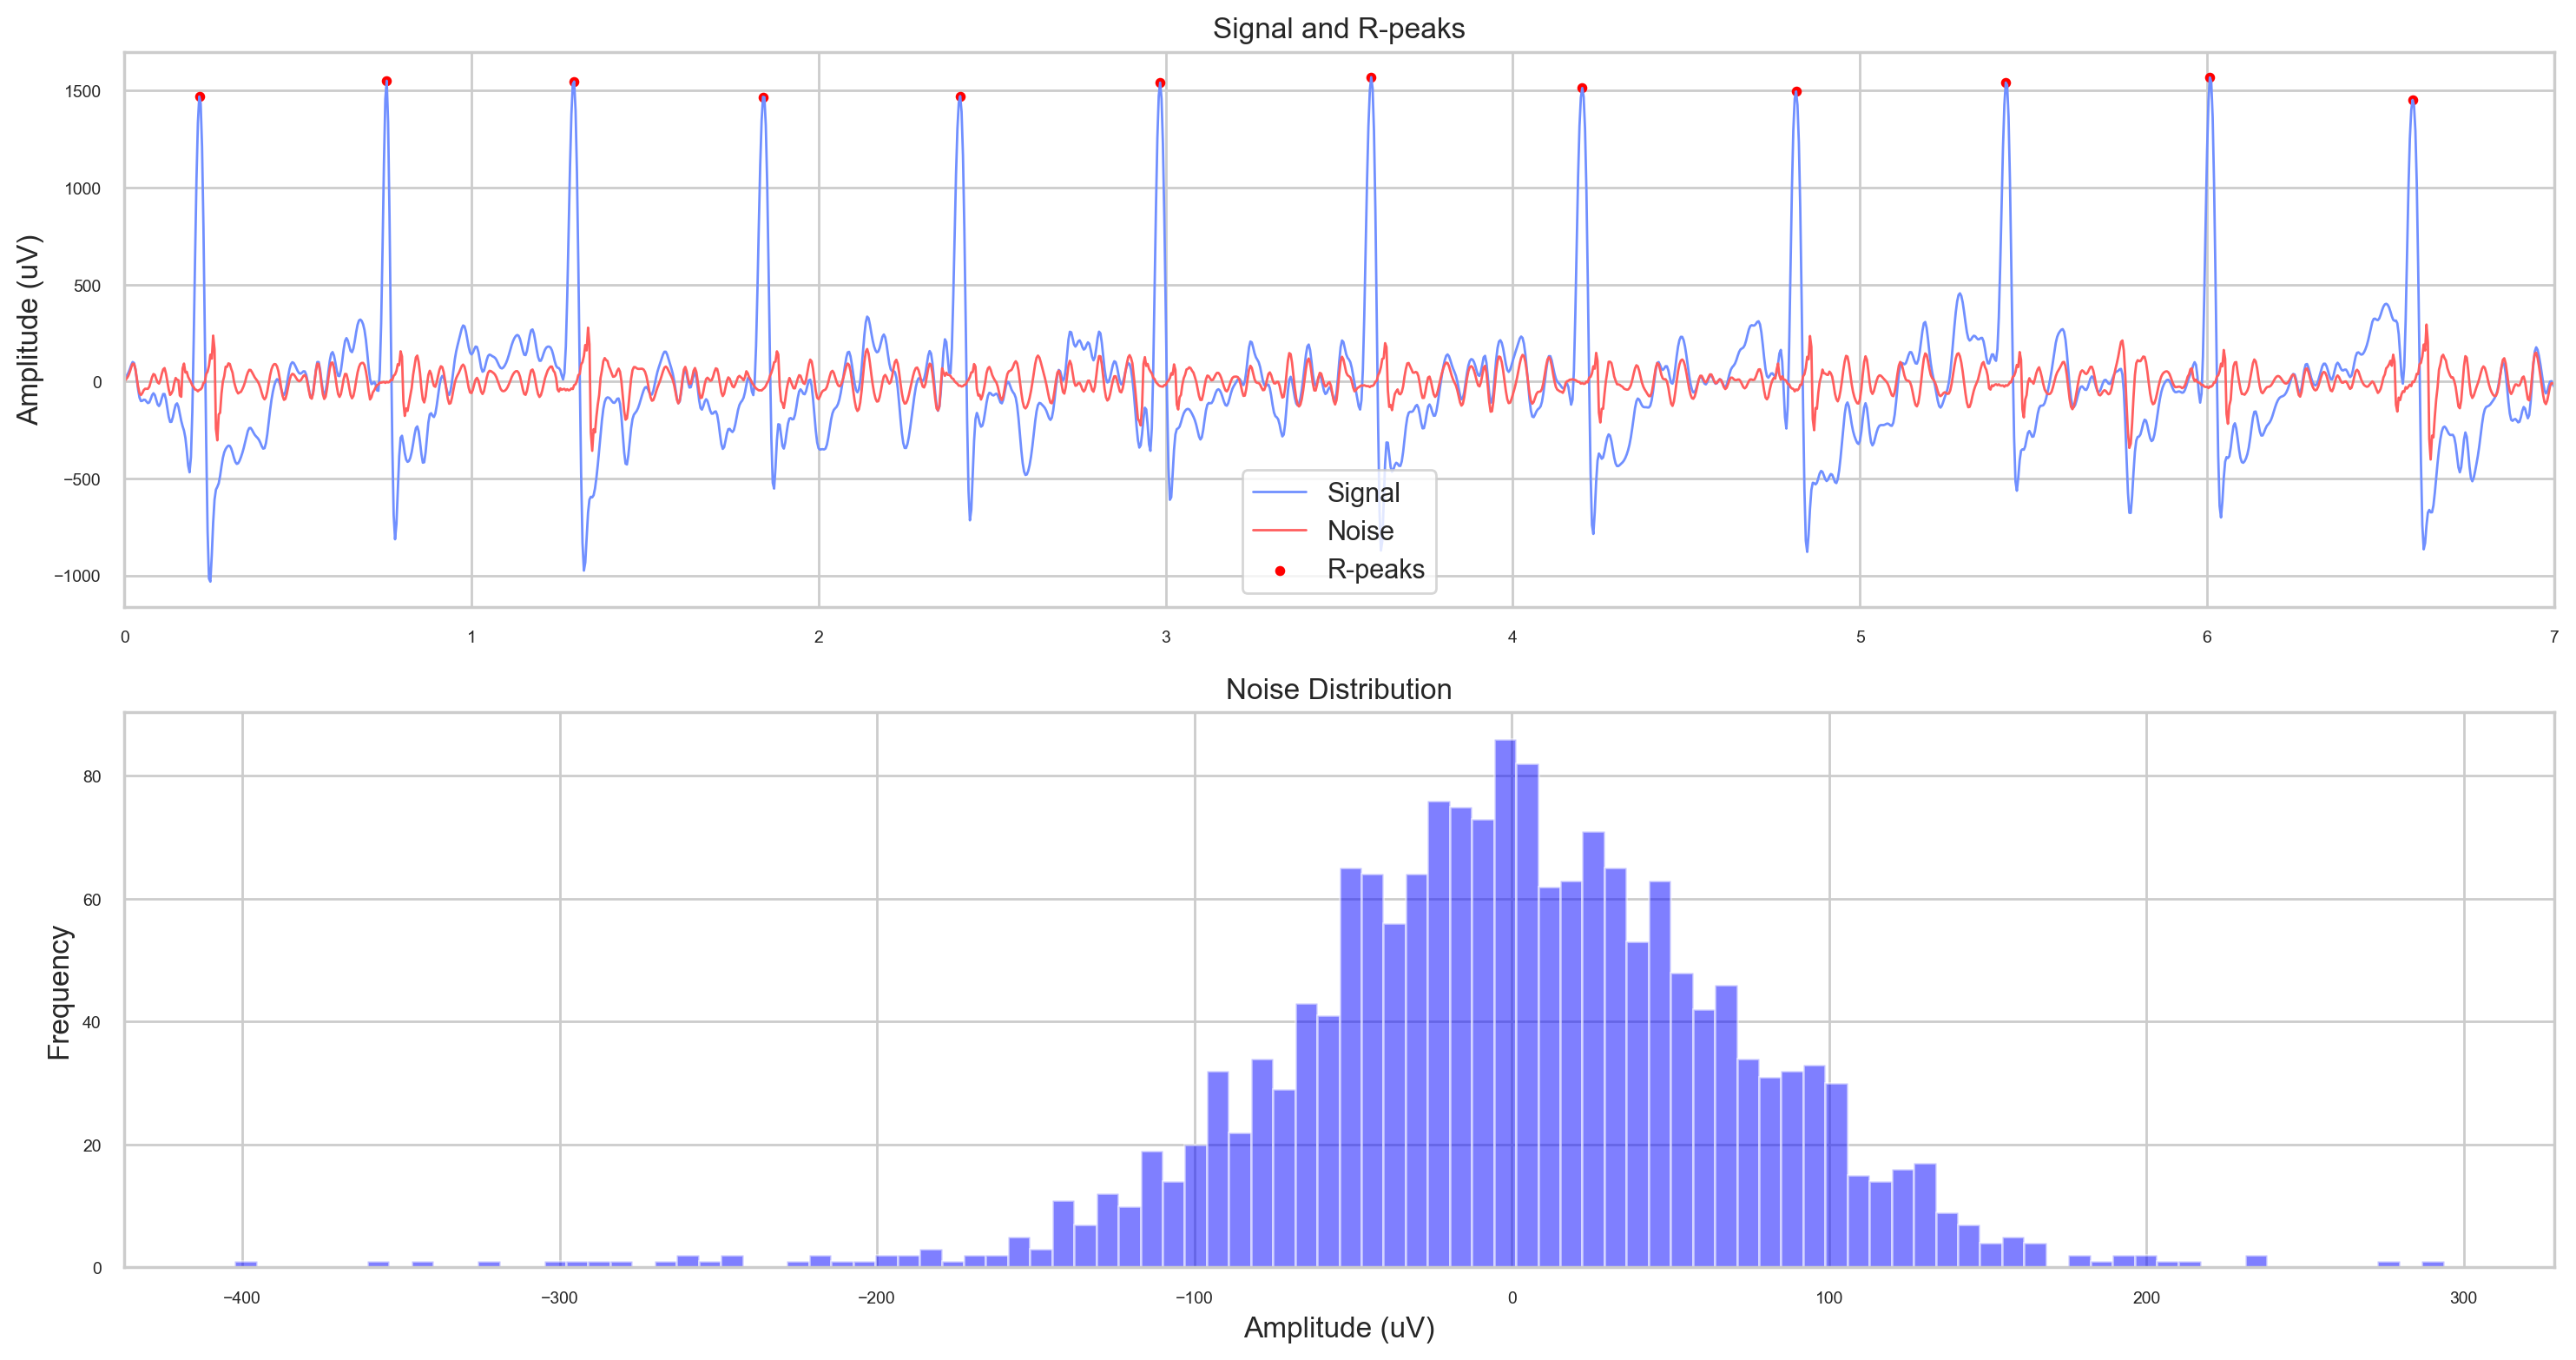 Signal and R-peaks
Amplitude (uV)
1500
1000
500
0
−500
−1000
Signal
Noise
R-peaks
0 1 2 3 4 5 6 7
Noise Distribution
Frequency
80
60
40
20
0
−400 −300 −200 −100 0 100 200 300
Amplitude (uV)